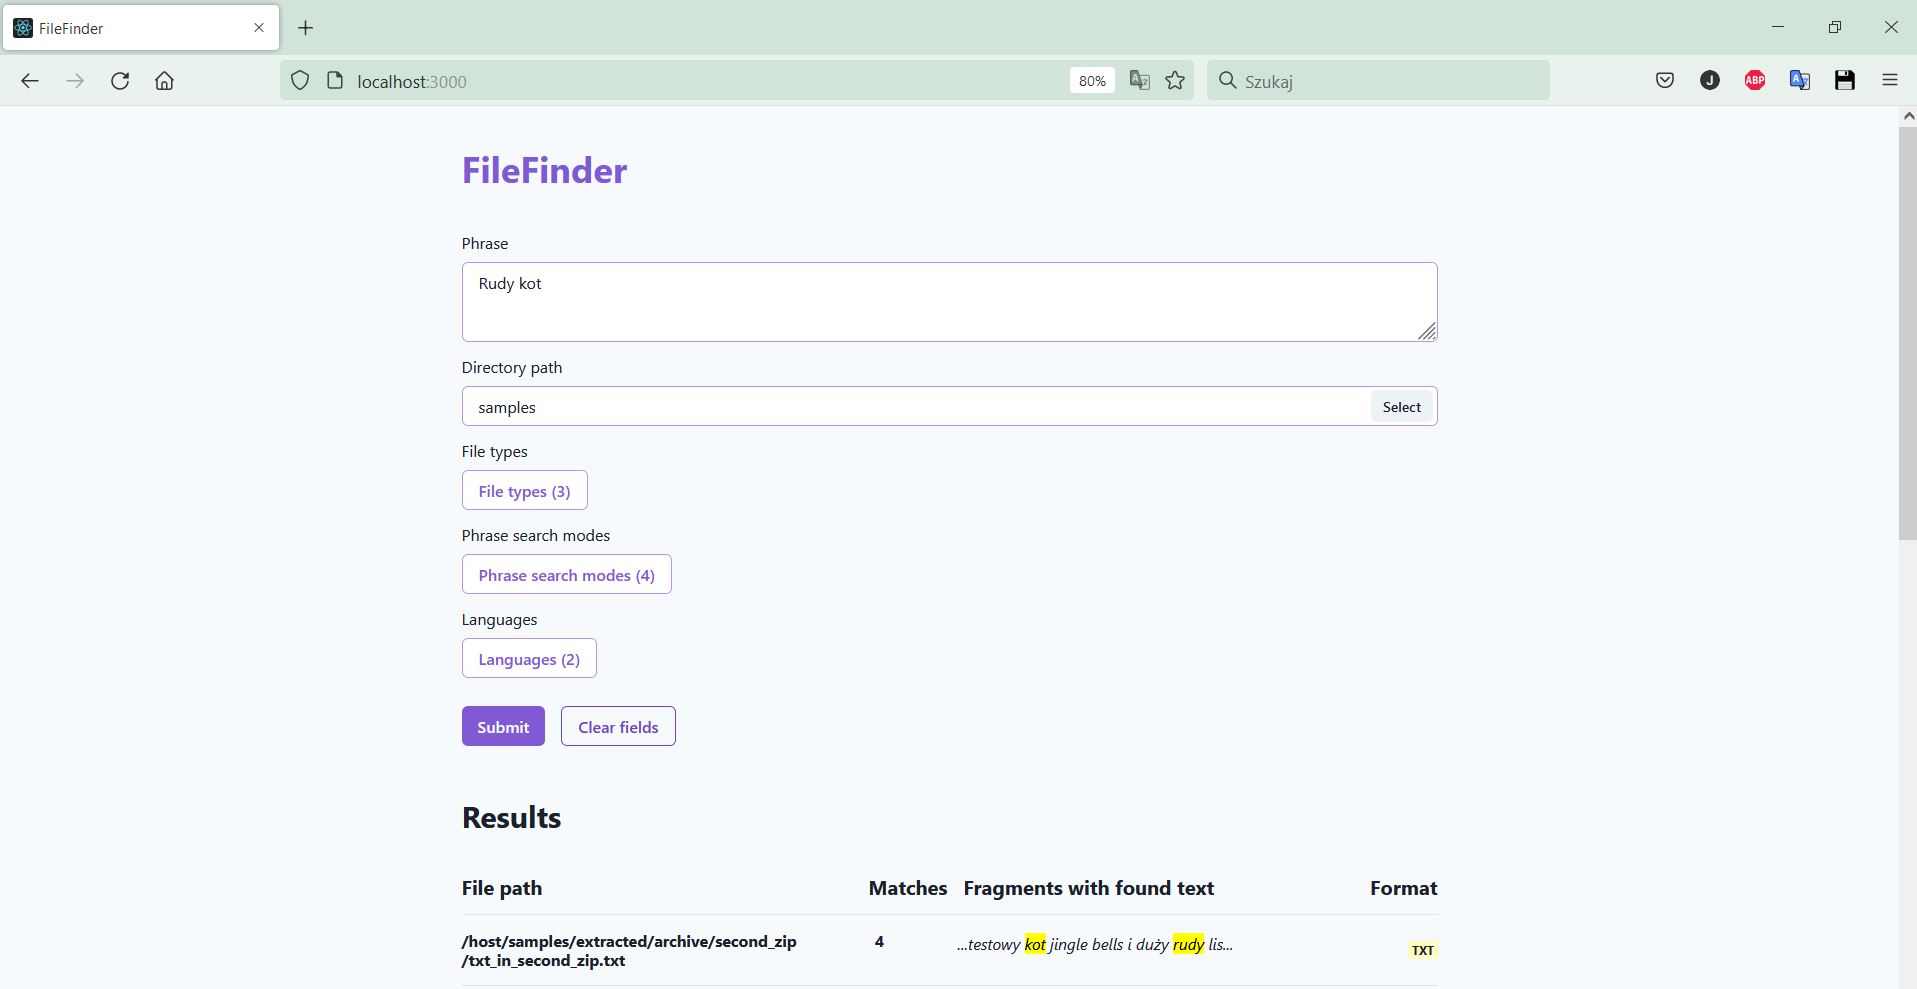 FileFinder
localhost:3000
80%
Szukaj
J
ABP
FileFinder
Phrase
Rudy kot
Directory path
samples
Select
File types
File types (3)
Phrase search modes
Phrase search modes (4)
Languages
Languages (2)
Submit
Clear fields
Results
File path Matches Fragments with found text Format
/host/samples/extracted/archive/second_zip
/txt_in_second_zip.txt
4
...testowy kot jingle bells i duży rudy lis...
TXT